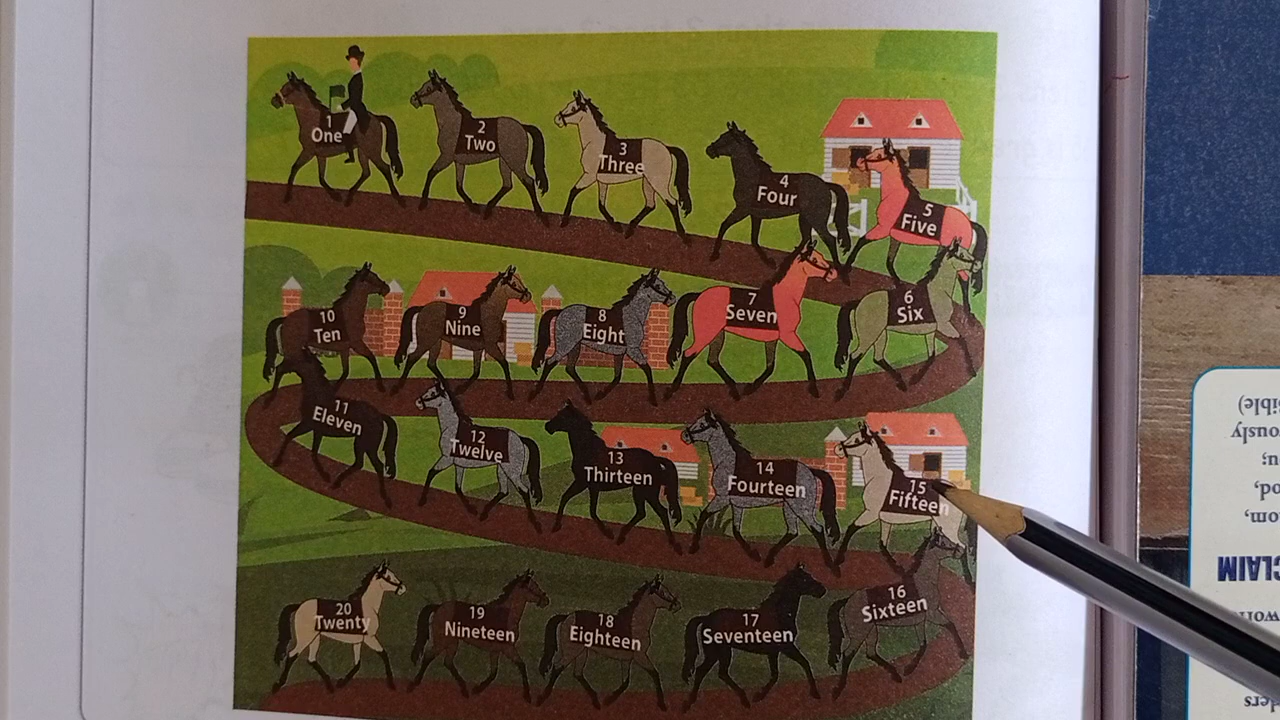 1
One
2
Two
3
Three
4
Four
5
Five
6
Six
7
Seven
8
Eight
9
Nine
10
Ten
11
Eleven
12
Twelve
13
Thirteen
14
Fourteen
15
Fifteen
16
Sixteen
17
Seventeen
18
Eighteen
19
Nineteen
20
Twenty